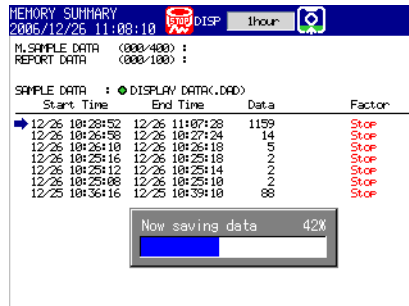 MEMORY SUMMARY
2006/12/26 11:08:10 STOP DISP 1hour
M.SAMPLE DATA (000/400) :
REPORT DATA (000/100) :
SAMPLE DATA : DISPLAY DATA(.DAD)
Start Time End Time Data Factor
12/26 10:28:52 12/26 11:07:28 1159 Stop
12/26 10:26:58 12/26 10:27:24 14 Stop
12/26 10:26:10 12/26 10:26:18 5 Stop
12/26 10:25:16 12/26 10:25:18 2 Stop
12/26 10:25:12 12/26 10:25:14 2 Stop
12/26 10:25:08 12/26 10:25:10 2 Stop
12/25 10:36:16 12/25 10:39:10 88 Stop
Now saving data 42%